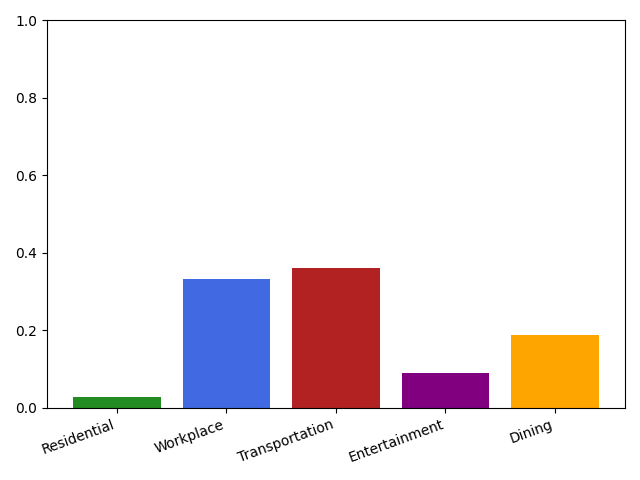 1.0
0.8
0.6
0.4
0.2
0.0
Residential
Workplace
Transportation
Entertainment
Dining